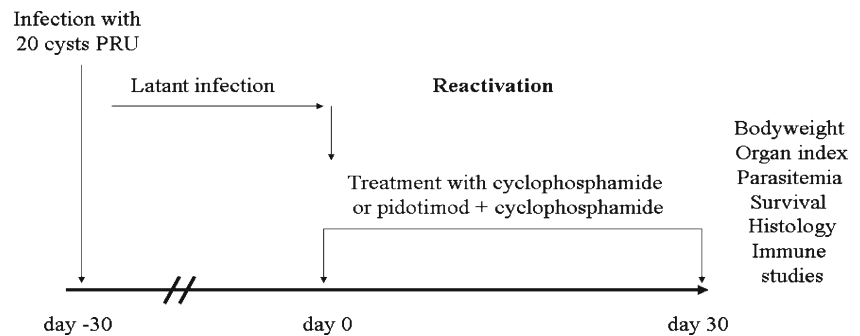 Infection with
20 cysts PRU
Latant infection
Reactivation
Treatment with cyclophosphamide
or pidotimod + cyclophosphamide
Bodyweight
Organ index
Parasitemia
Survival
Histology
Immune
studies
day -30
day 0
day 30